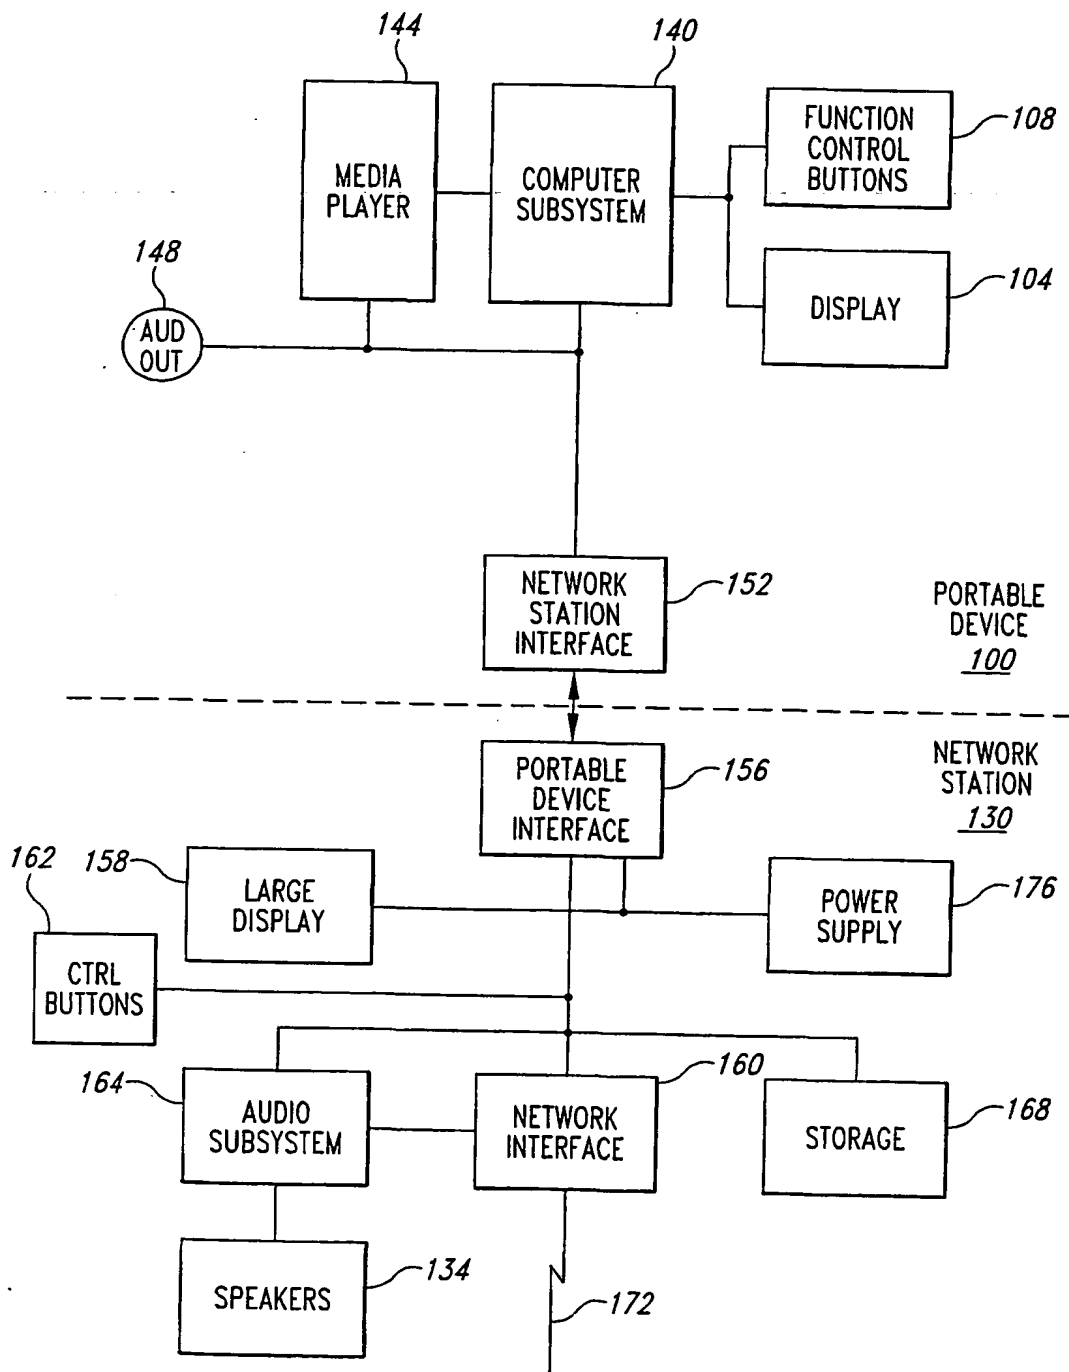 144
140
MEDIA
PLAYER
COMPUTER
SUBSYSTEM
FUNCTION
CONTROL
BUTTONS
108
148
AUD
OUT
DISPLAY
104
NETWORK
STATION
INTERFACE
152
PORTABLE
DEVICE
100
PORTABLE
DEVICE
INTERFACE
156
NETWORK
STATION
130
162
158
LARGE
DISPLAY
POWER
SUPPLY
176
CTRL
BUTTONS
164
AUDIO
SUBSYSTEM
160
NETWORK
INTERFACE
STORAGE
168
SPEAKERS
134
172